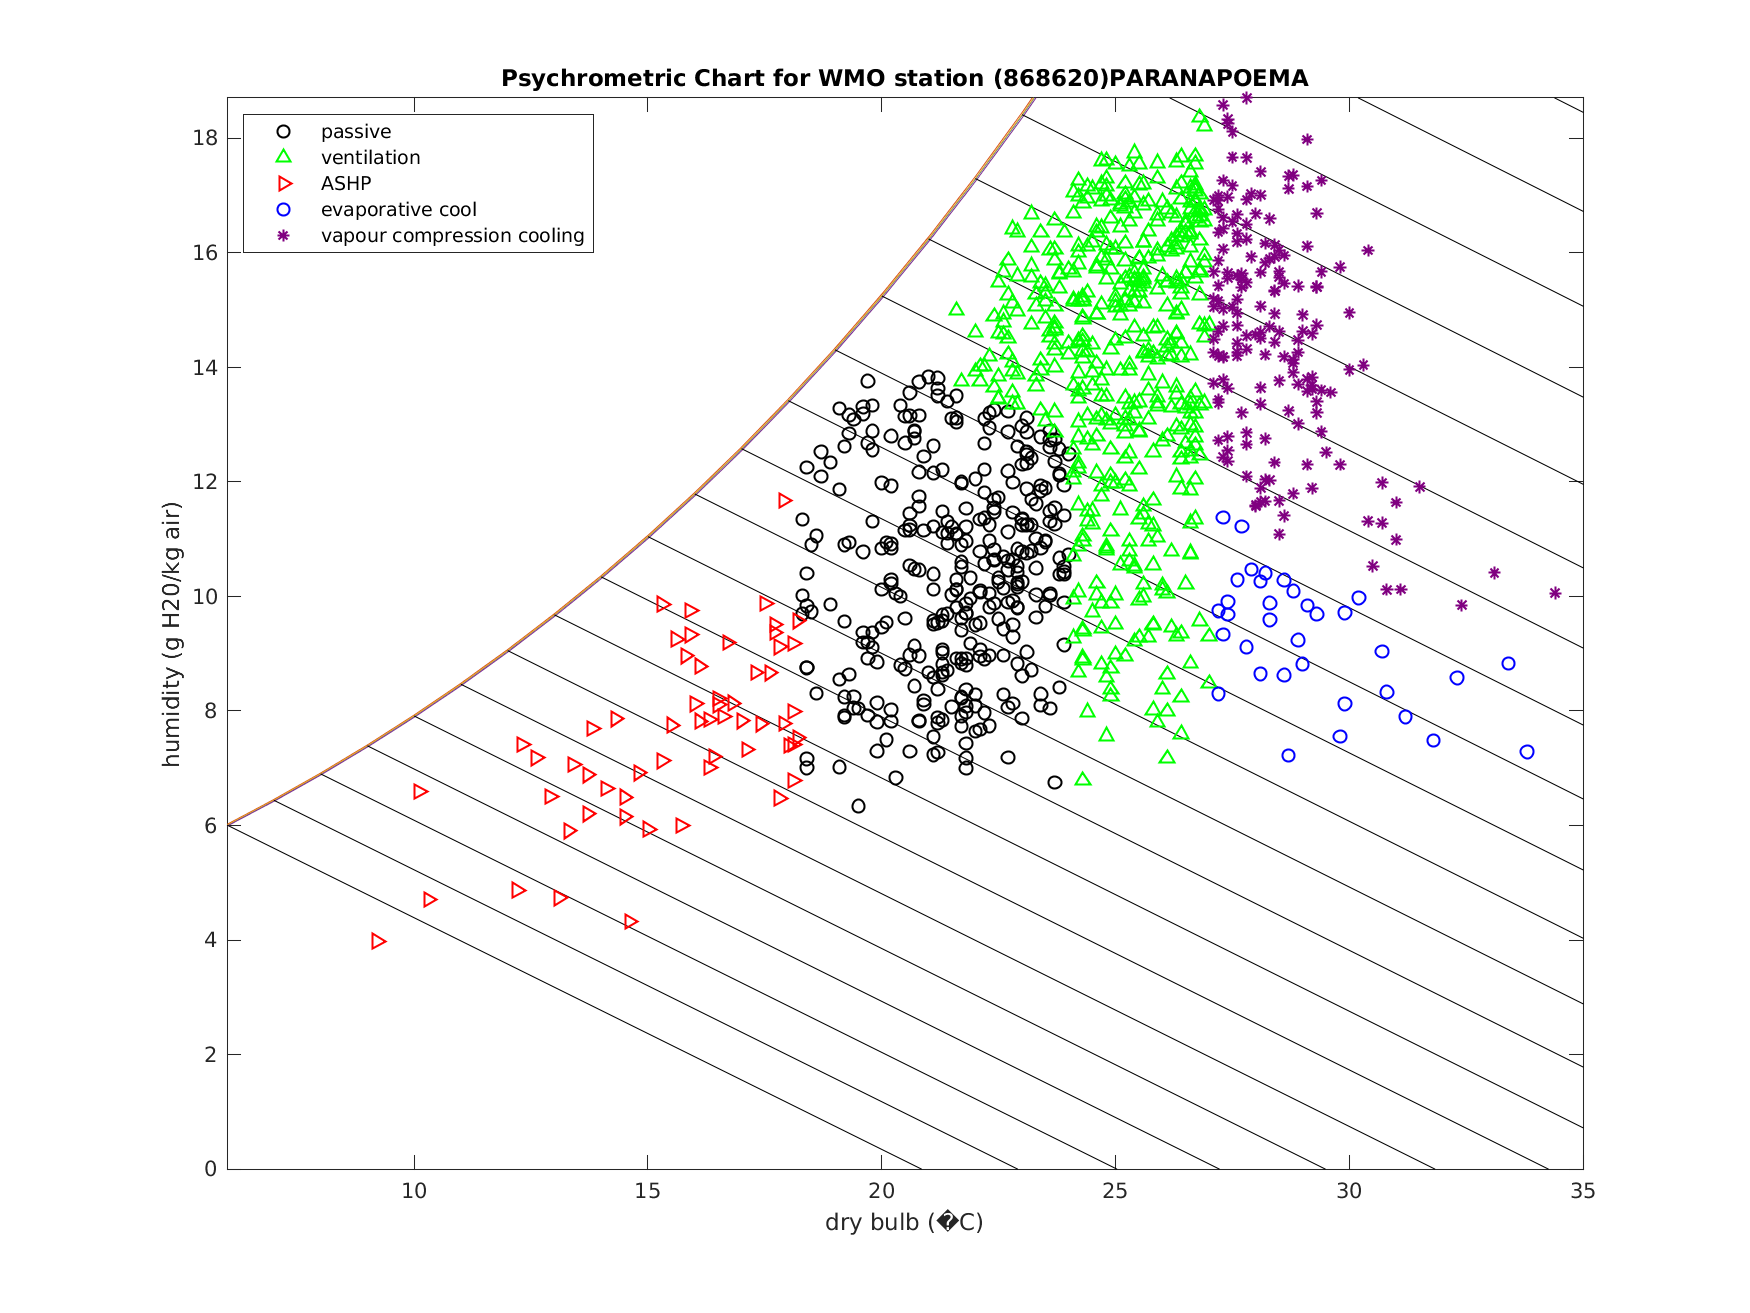 Psychrometric Chart for WMO station (868620)PARANAPOEMA
passive
ventilation
ASHP
evaporative cool
vapour compression cooling
18
16
14
12
10
8
6
4
2
0
humidity (g H20/kg air)
10 15 20 25 30 35
dry bulb (�C)